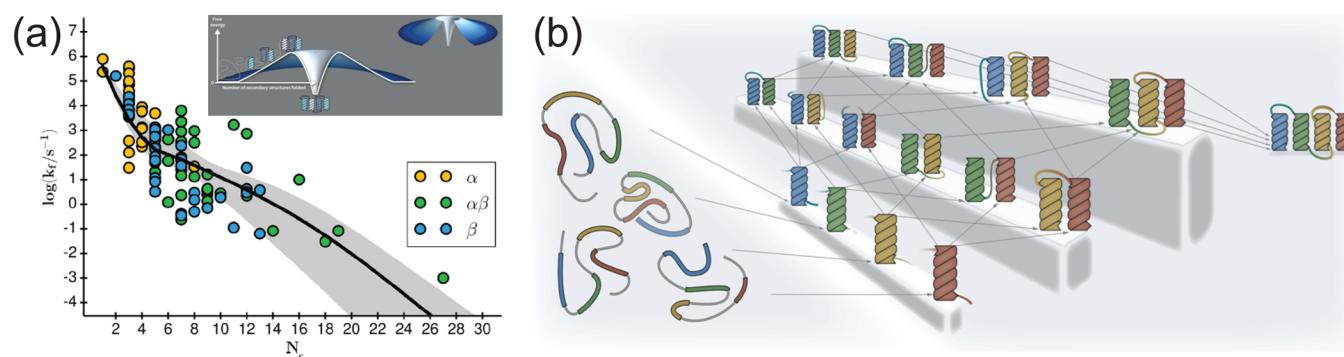 (a)
Free
energy
0
Number of secondary structures folded
log(k_f/s⁻¹)
7
6
5
4
3
2
1
0
-1
-2
-3
-4
α
αβ
β
2 4 6 8 10 12 14 16 18 20 22 24 26 28 30
N_s
(b)